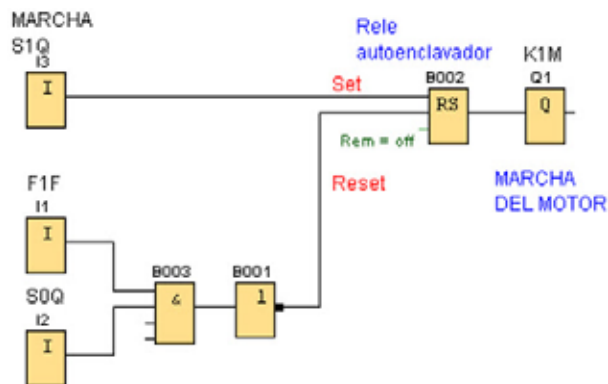 MARCHA
S1Q
I3
I
Set
Rele
autoenclavador
B002
RS
Rem = off
K1M
Q1
Q
Reset
MARCHA
DEL MOTOR
F1F
I1
I
S0Q
I2
I
B003
&
B001
1